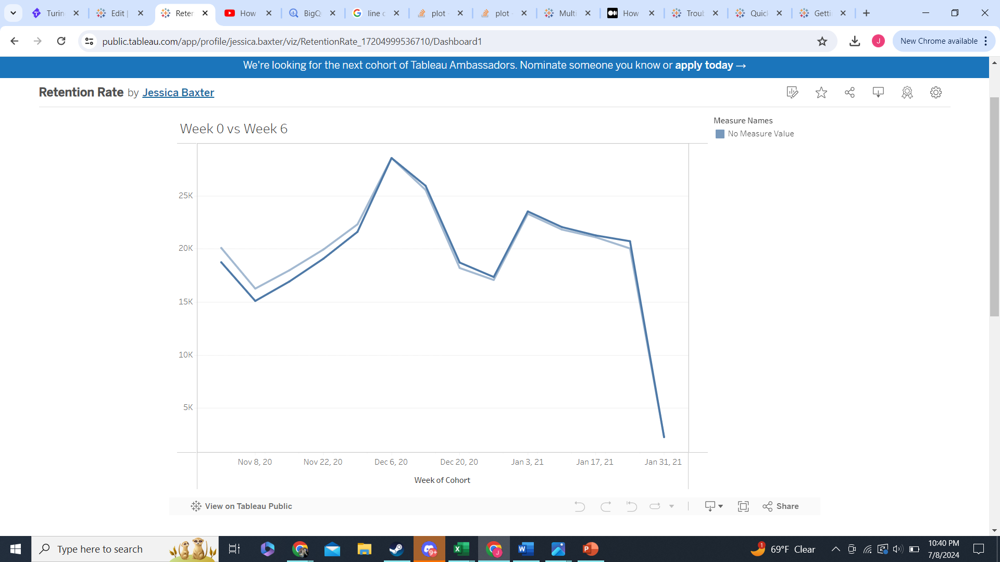 Turin
Edit |
Reter
How
BigQ
line c
plot -
plot -
Multi
How
Trouk
Quick
Getti
public.tableau.com/app/profile/jessica.baxter/viz/RetentionRate_17204999536710/Dashboard1
J
New Chrome available
We're looking for the next cohort of Tableau Ambassadors. Nominate someone you know or apply today →
Retention Rate by Jessica Baxter
Week 0 vs Week 6
Measure Names
No Measure Value
25K
20K
15K
10K
5K
Nov 8, 20
Nov 22, 20
Dec 6, 20
Dec 20, 20
Jan 3, 21
Jan 17, 21
Jan 31, 21
Week of Cohort
View on Tableau Public
Share
Type here to search
9+
J
1
69°F Clear
10:40 PM
7/8/2024